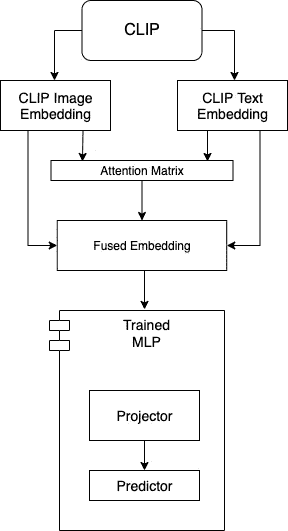 CLIP
CLIP Image
Embedding
CLIP Text
Embedding
Attention Matrix
Fused Embedding
Trained
MLP
Projector
Predictor